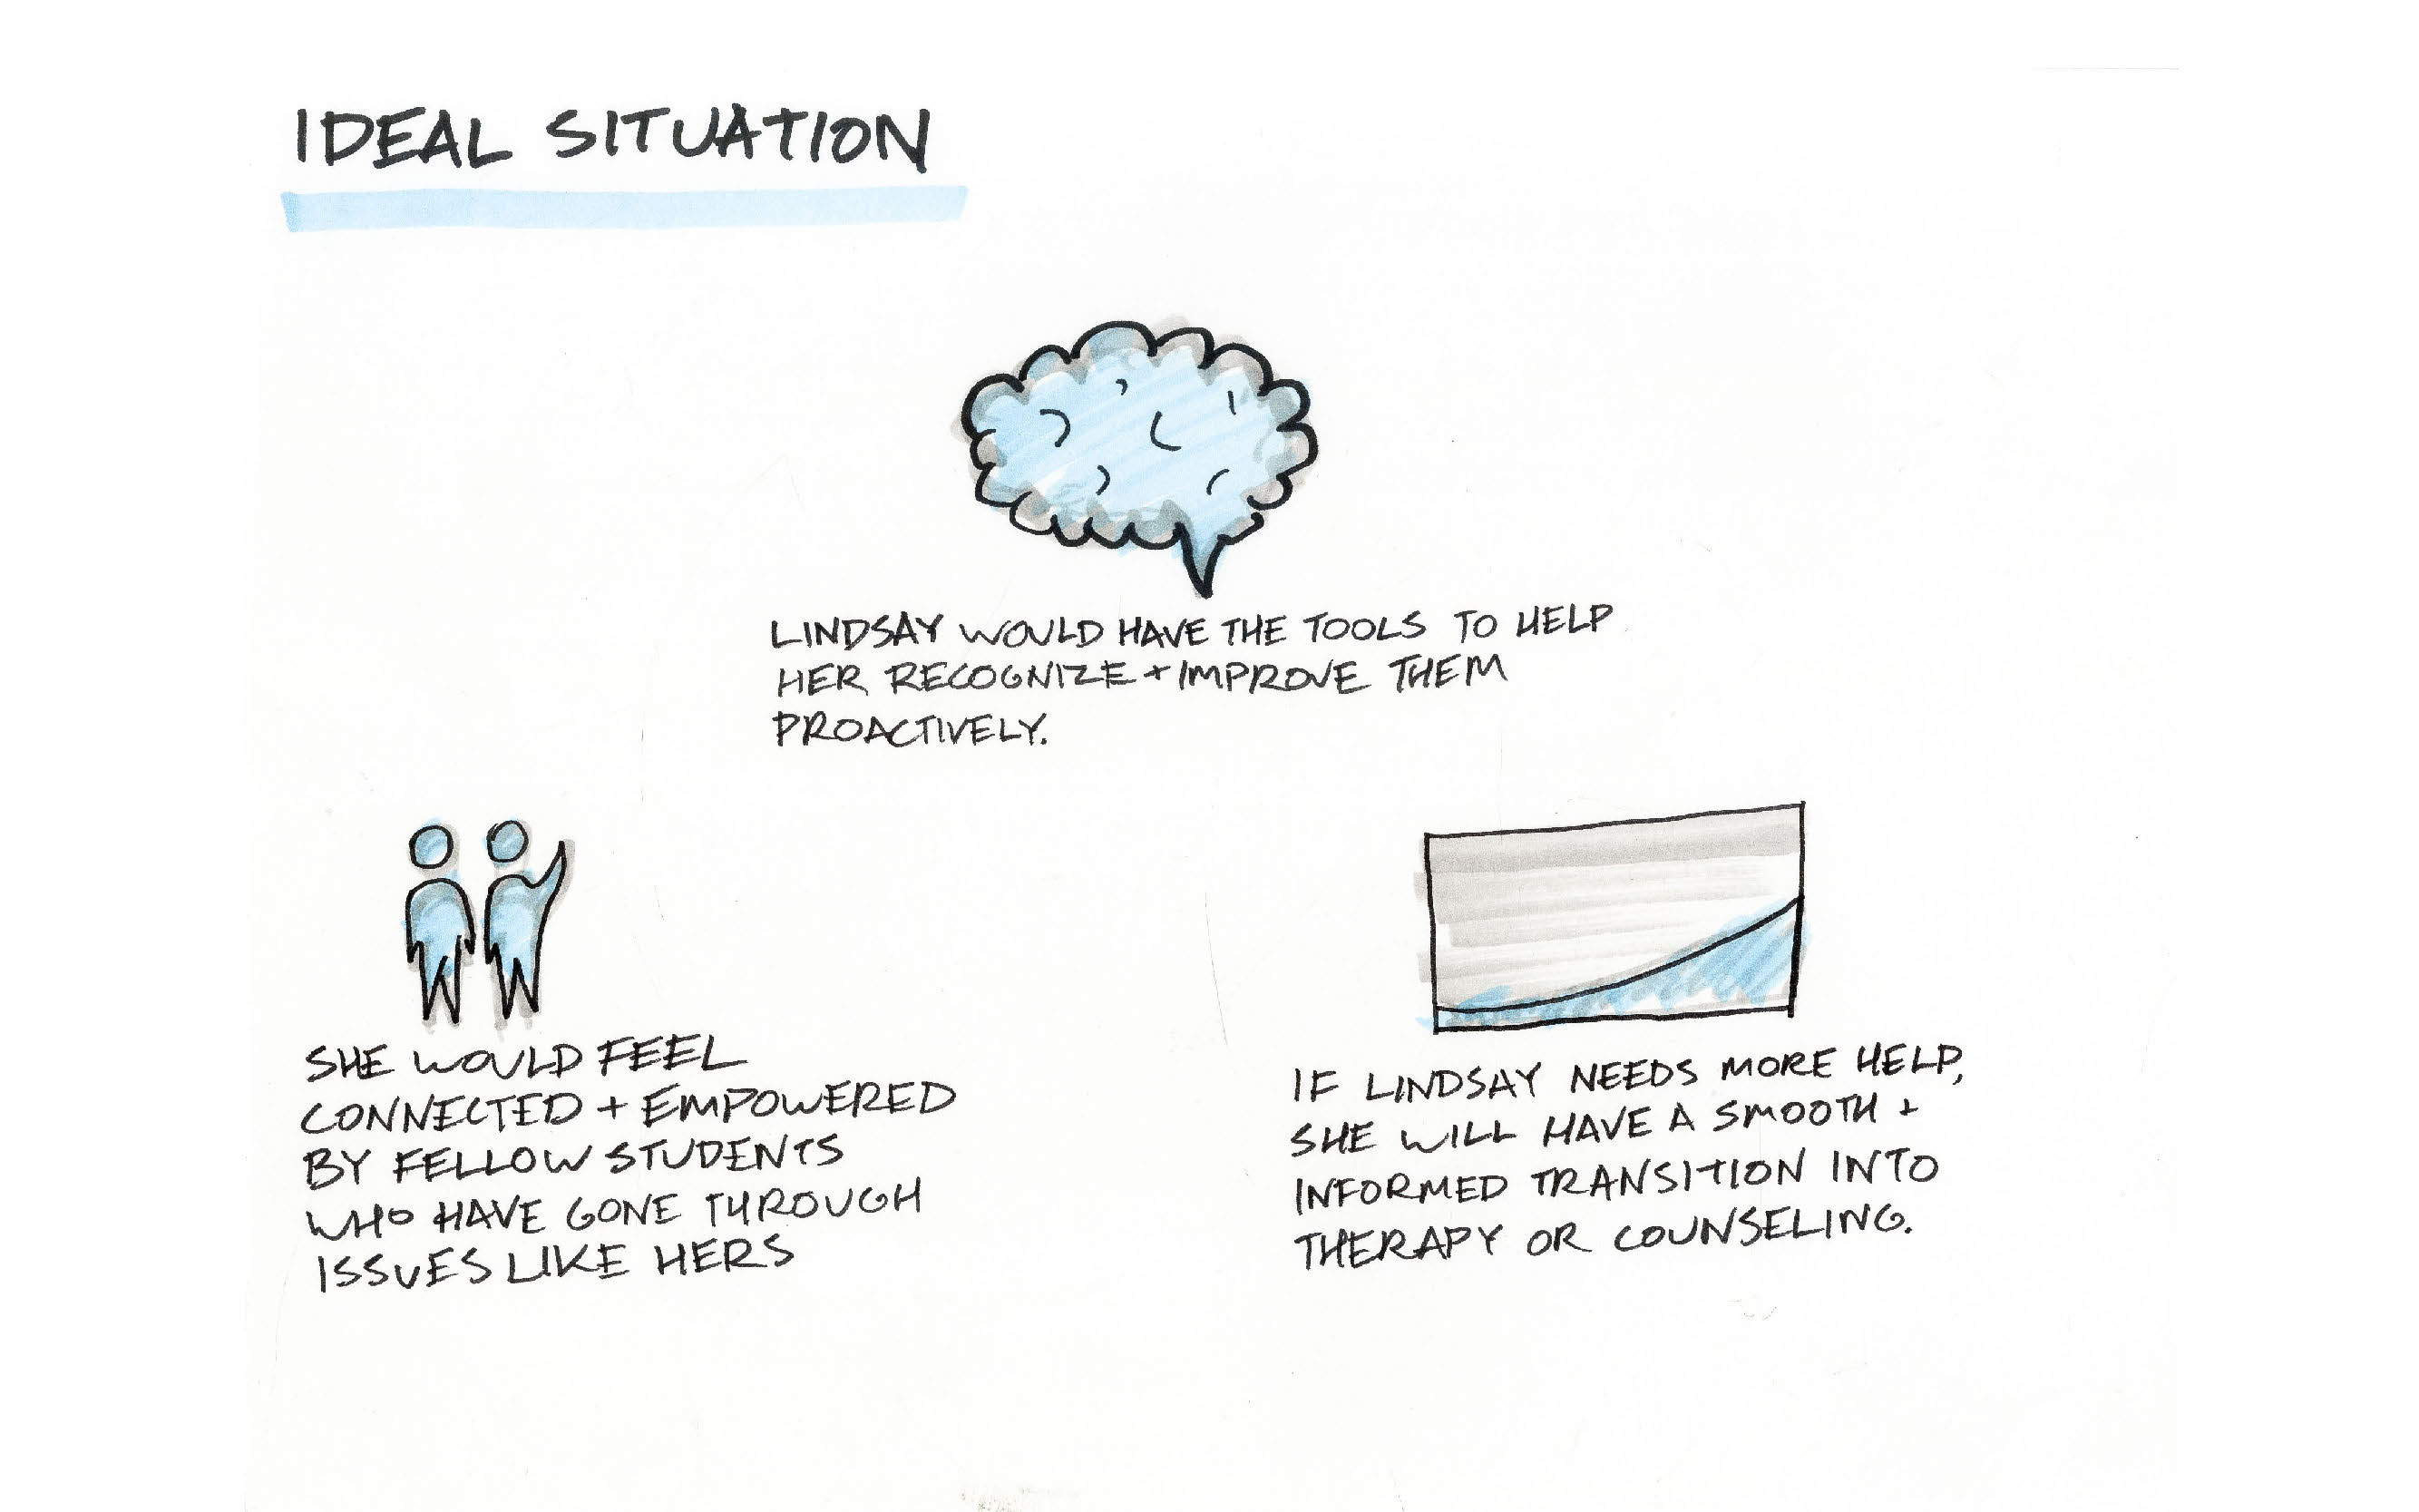 IDEAL SITUATION
LINDSAY WOULD HAVE THE TOOLS TO HELP
HER RECOGNIZE + IMPROVE THEM
PROACTIVELY.
SHE WOULD FEEL
CONNECTED + EMPOWERED
BY FELLOW STUDENTS
WHO HAVE GONE THROUGH
ISSUES LIKE HERS
IF LINDSAY NEEDS MORE HELP,
SHE WILL HAVE A SMOOTH +
INFORMED TRANSITION INTO
THERAPY OR COUNSELING.